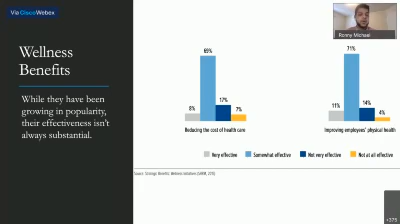 Via Cisco Webex
Ronny Michael
Wellness
Benefits
While they have been
growing in popularity,
their effectiveness isn't
always substantial.
69%
8%
17%
7%
Reducing the cost of health care
71%
11%
14%
4%
Improving employees' physical health
Very effective
Somewhat effective
Not very effective
Not at all effective
+375